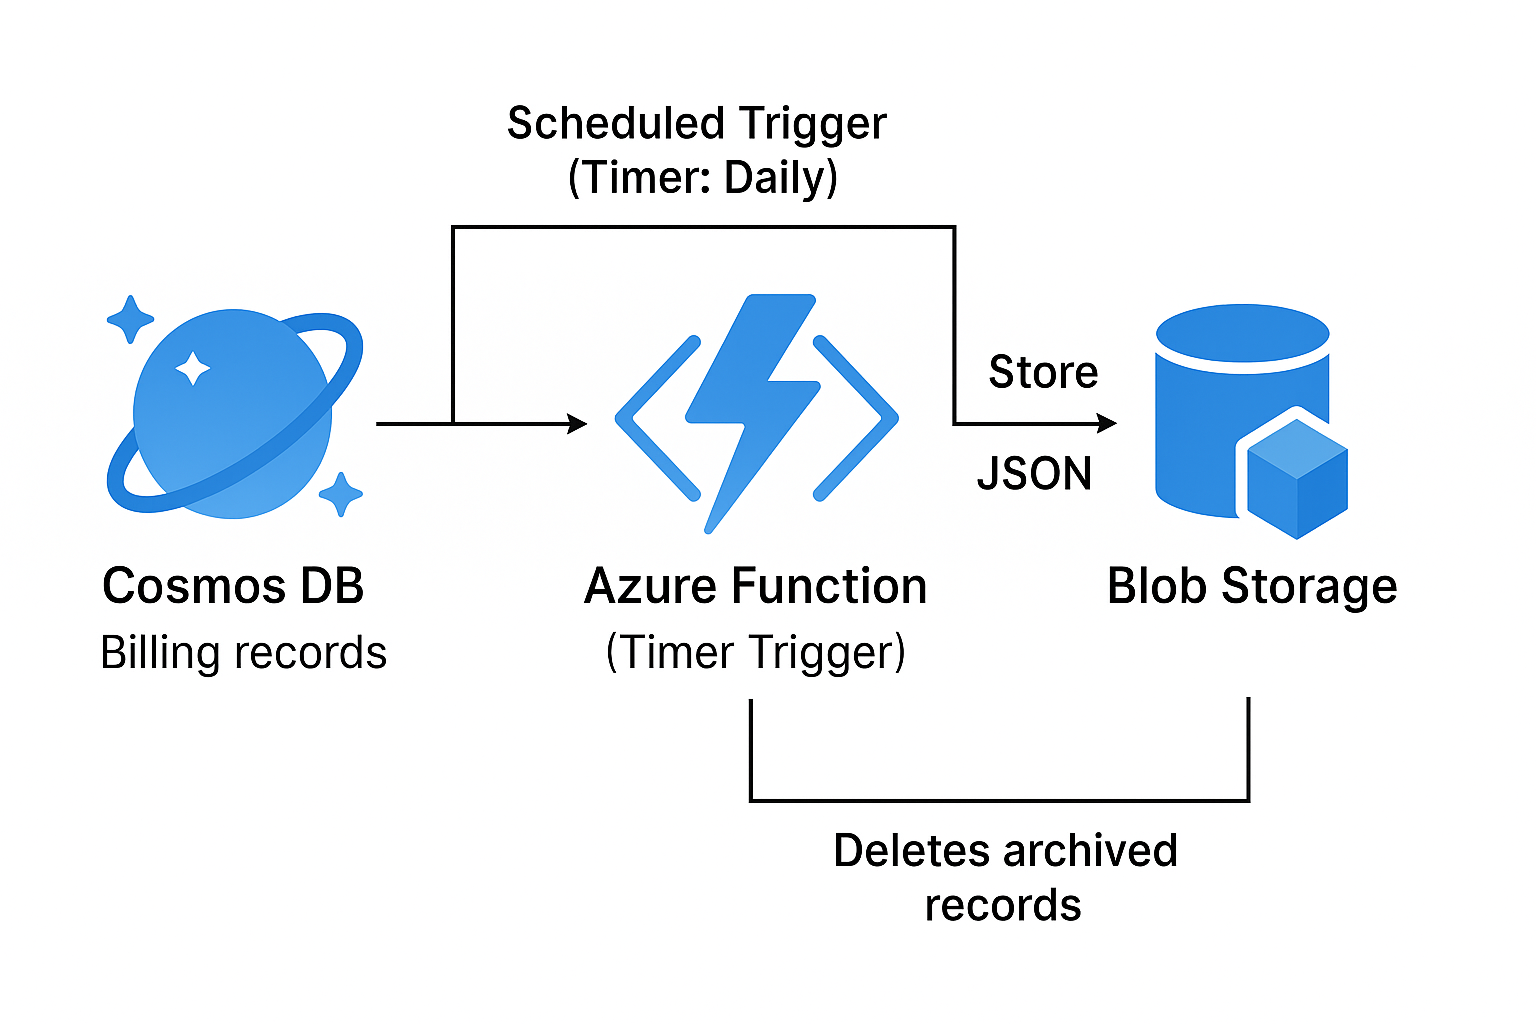 Scheduled Trigger
(Timer: Daily)
Store
JSON
Cosmos DB
Billing records
Azure Function
(Timer Trigger)
Blob Storage
Deletes archived
records